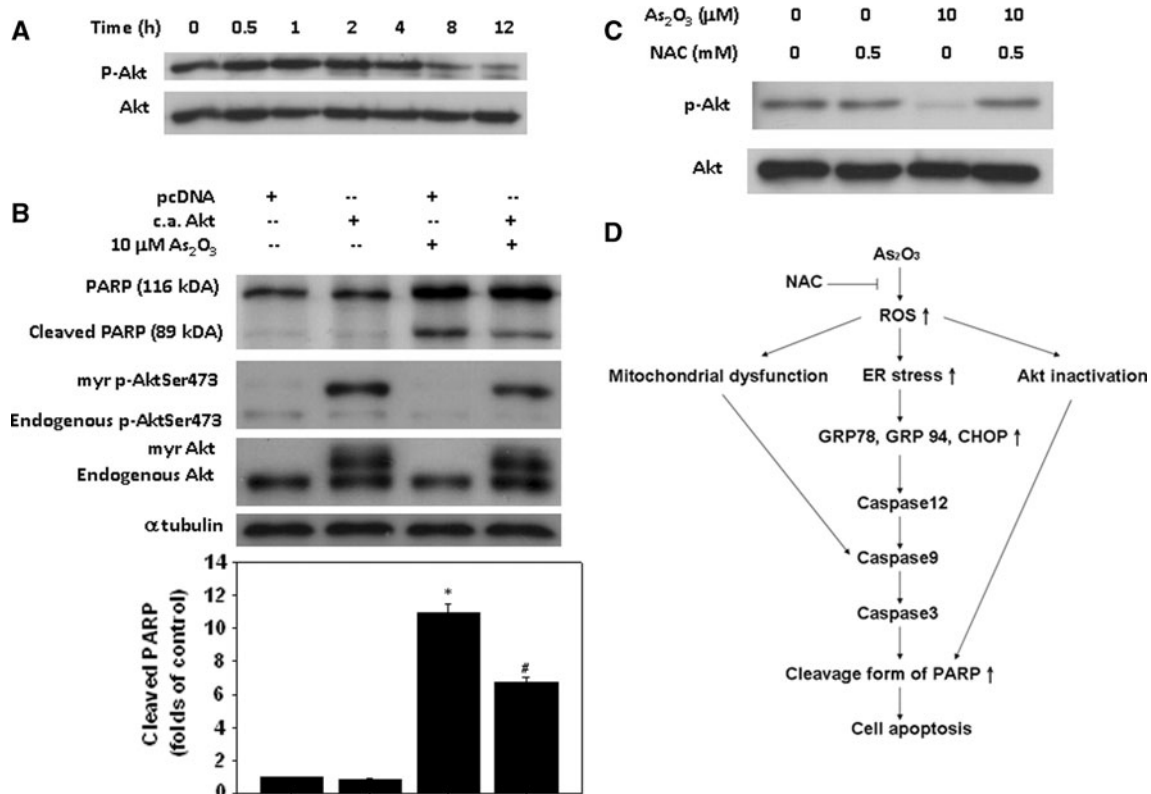 A
Time (h) 0 0.5 1 2 4 8 12
P-Akt
Akt
B
pcDNA + -- + --
c.a. Akt -- + -- +
10 µM As₂O₃ -- -- + +
PARP (116 kDA)
Cleaved PARP (89 kDA)
myr p-AktSer473
Endogenous p-AktSer473
myr Akt
Endogenous Akt
α tubulin
Cleaved PARP
(folds of control)
14
12
10
8
6
4
2
0
*
#
C
As₂O₃ (µM) 0 0 10 10
NAC (mM) 0 0.5 0 0.5
p-Akt
Akt
D
As₂O₃
NAC
ROS ↑
Mitochondrial dysfunction ER stress ↑ Akt inactivation
GRP78, GRP 94, CHOP ↑
Caspase12
Caspase9
Caspase3
Cleavage form of PARP ↑
Cell apoptosis